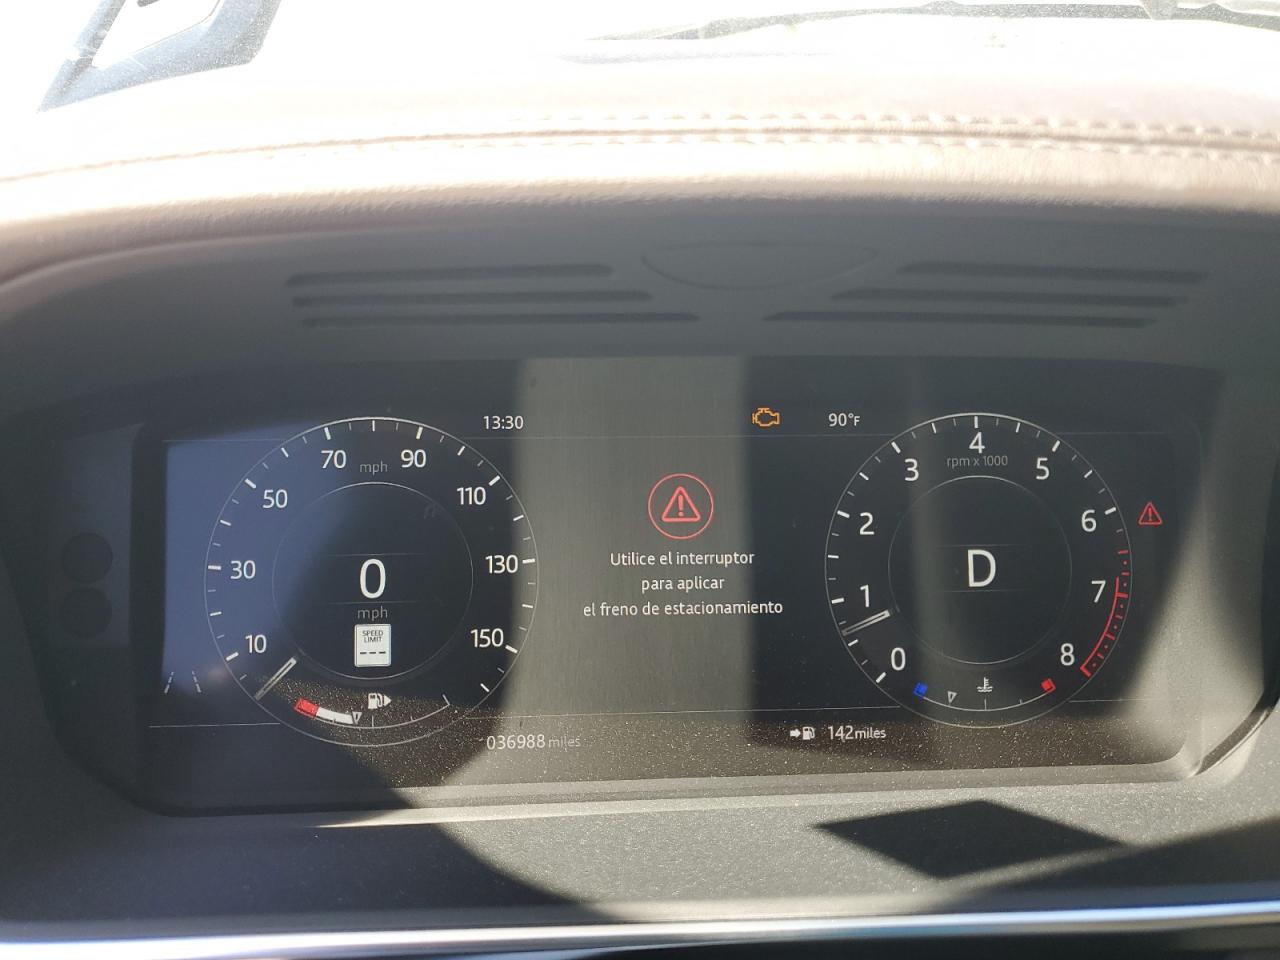 13:30
90°F
70
mph
90
50
110
30
130
10
150
0
mph
SPEED
LIMIT
---
036988 miles
Utilice el interruptor
para aplicar
el freno de estacionamiento
4
rpm x 1000
3
5
2
6
1
7
0
8
D
142miles